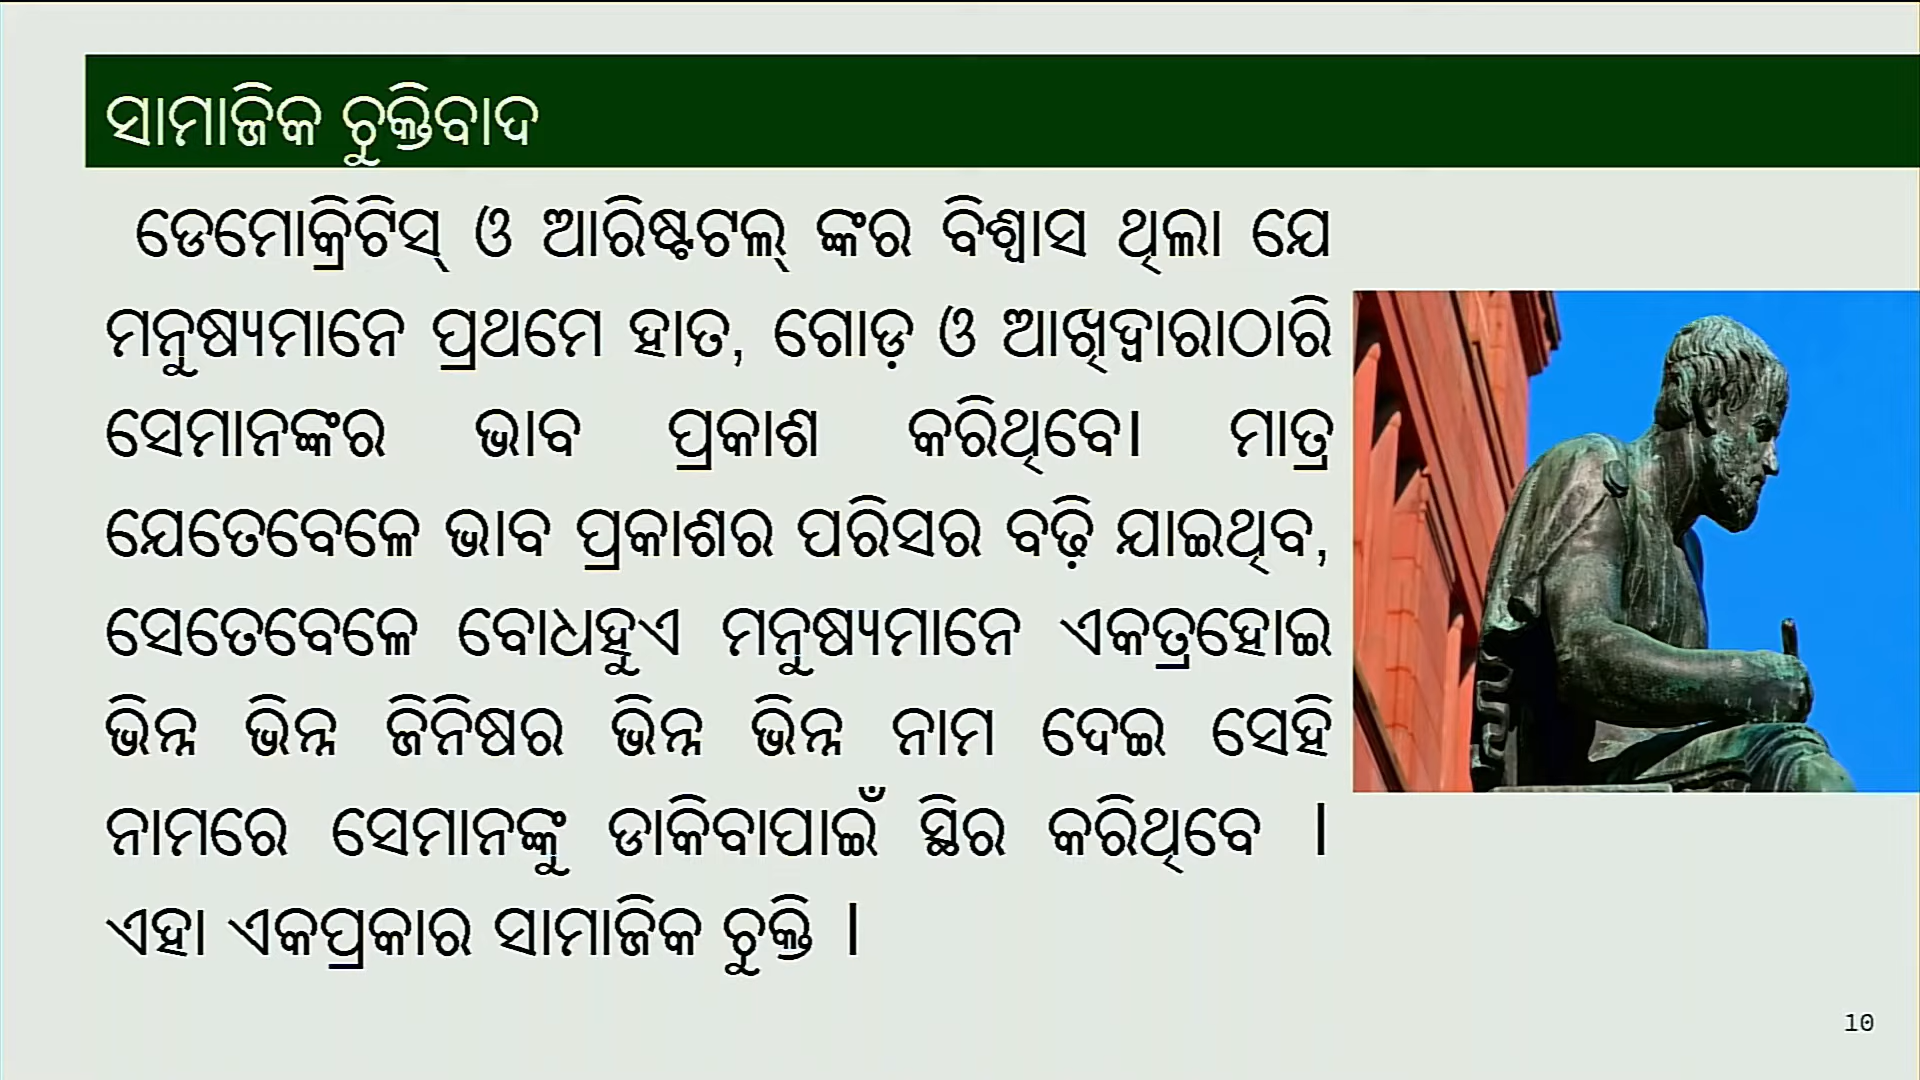 ସାମାଜିକ ଚୁକ୍ତିବାଦ
ଡେମୋକ୍ରିଟିସ୍ ଓ ଆରିଷ୍ଟଟଲ୍ ଙ୍କର ବିଶ୍ୱାସ ଥିଲା ଯେ
ମନୁଷ୍ୟମାନେ ପ୍ରଥମେ ହାତ, ଗୋଡ଼ ଓ ଆଖିଦ୍ୱାରାଠାରି
ସେମାନଙ୍କର ଭାବ ପ୍ରକାଶ କରିଥିବେ। ମାତ୍ର
ଯେତେବେଳେ ଭାବ ପ୍ରକାଶର ପରିସର ବଢ଼ି ଯାଇଥିବ,
ସେତେବେଳେ ବୋଧହୁଏ ମନୁଷ୍ୟମାନେ ଏକତ୍ରହୋଇ
ଭିନ୍ନ ଭିନ୍ନ ଜିନିଷର ଭିନ୍ନ ଭିନ୍ନ ନାମ ଦେଇ ସେହି
ନାମରେ ସେମାନଙ୍କୁ ଡାକିବାପାଇଁ ସ୍ଥିର କରିଥିବେ ।
ଏହା ଏକପ୍ରକାର ସାମାଜିକ ଚୁକ୍ତି ।
10